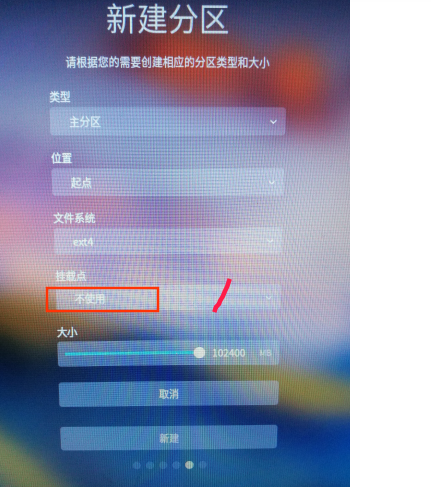 新建分区
请根据您的需要创建相应的分区类型和大小
类型
主分区
位置
起点
文件系统
ext4
挂载点
不使用
大小
102400 MB
取消
新建